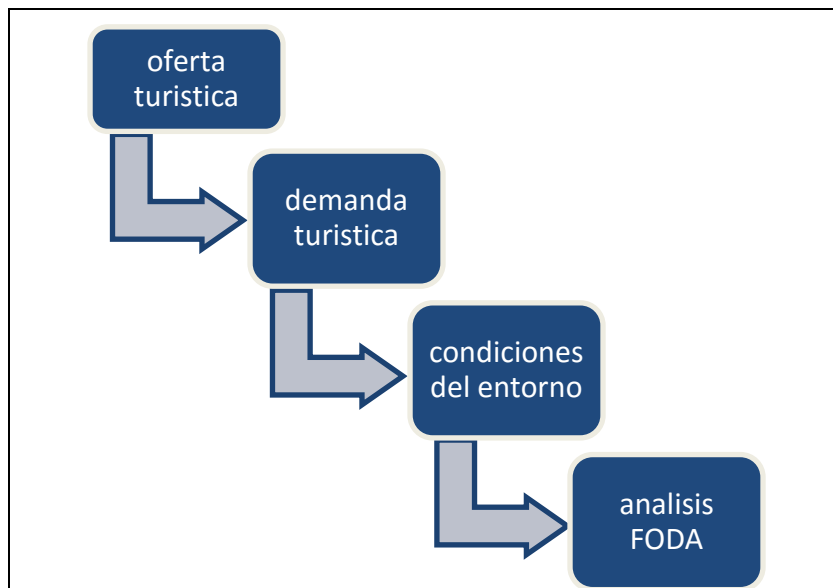 oferta
turistica
demanda
turistica
condiciones
del entorno
analisis
FODA